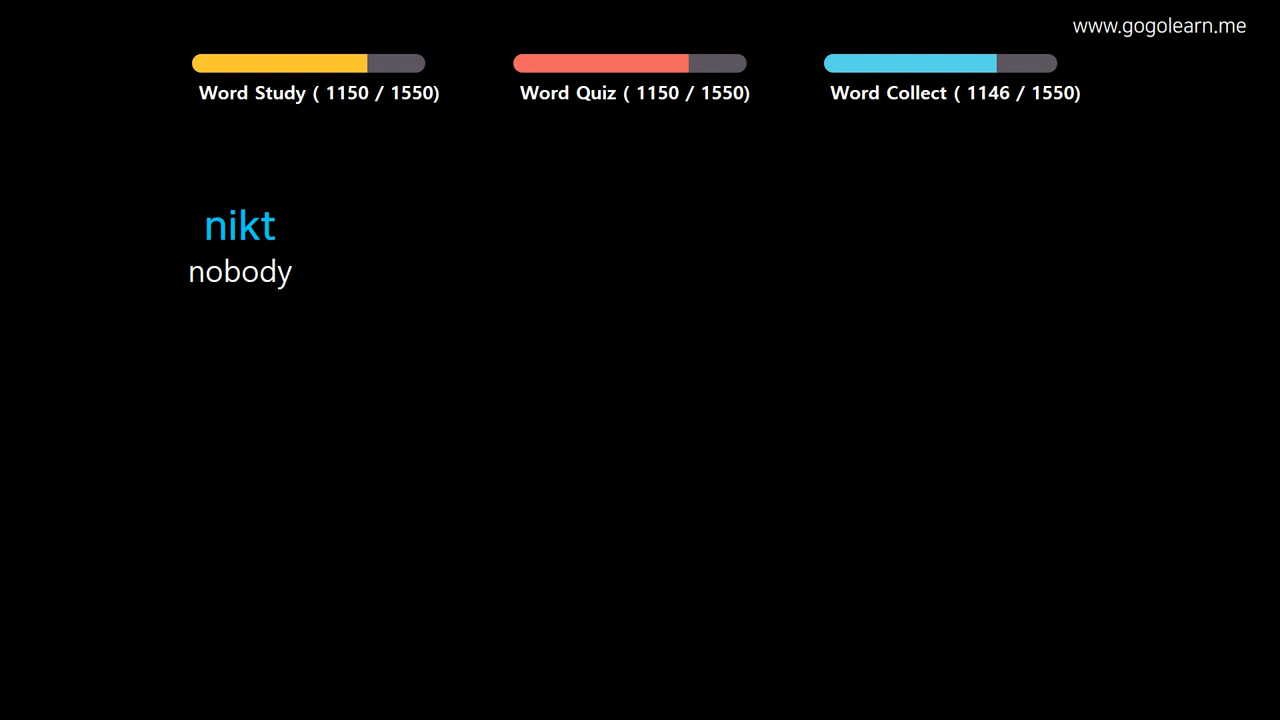 www.gogolearn.me
Word Study ( 1150 / 1550)
Word Quiz ( 1150 / 1550)
Word Collect ( 1146 / 1550)
nikt
nobody